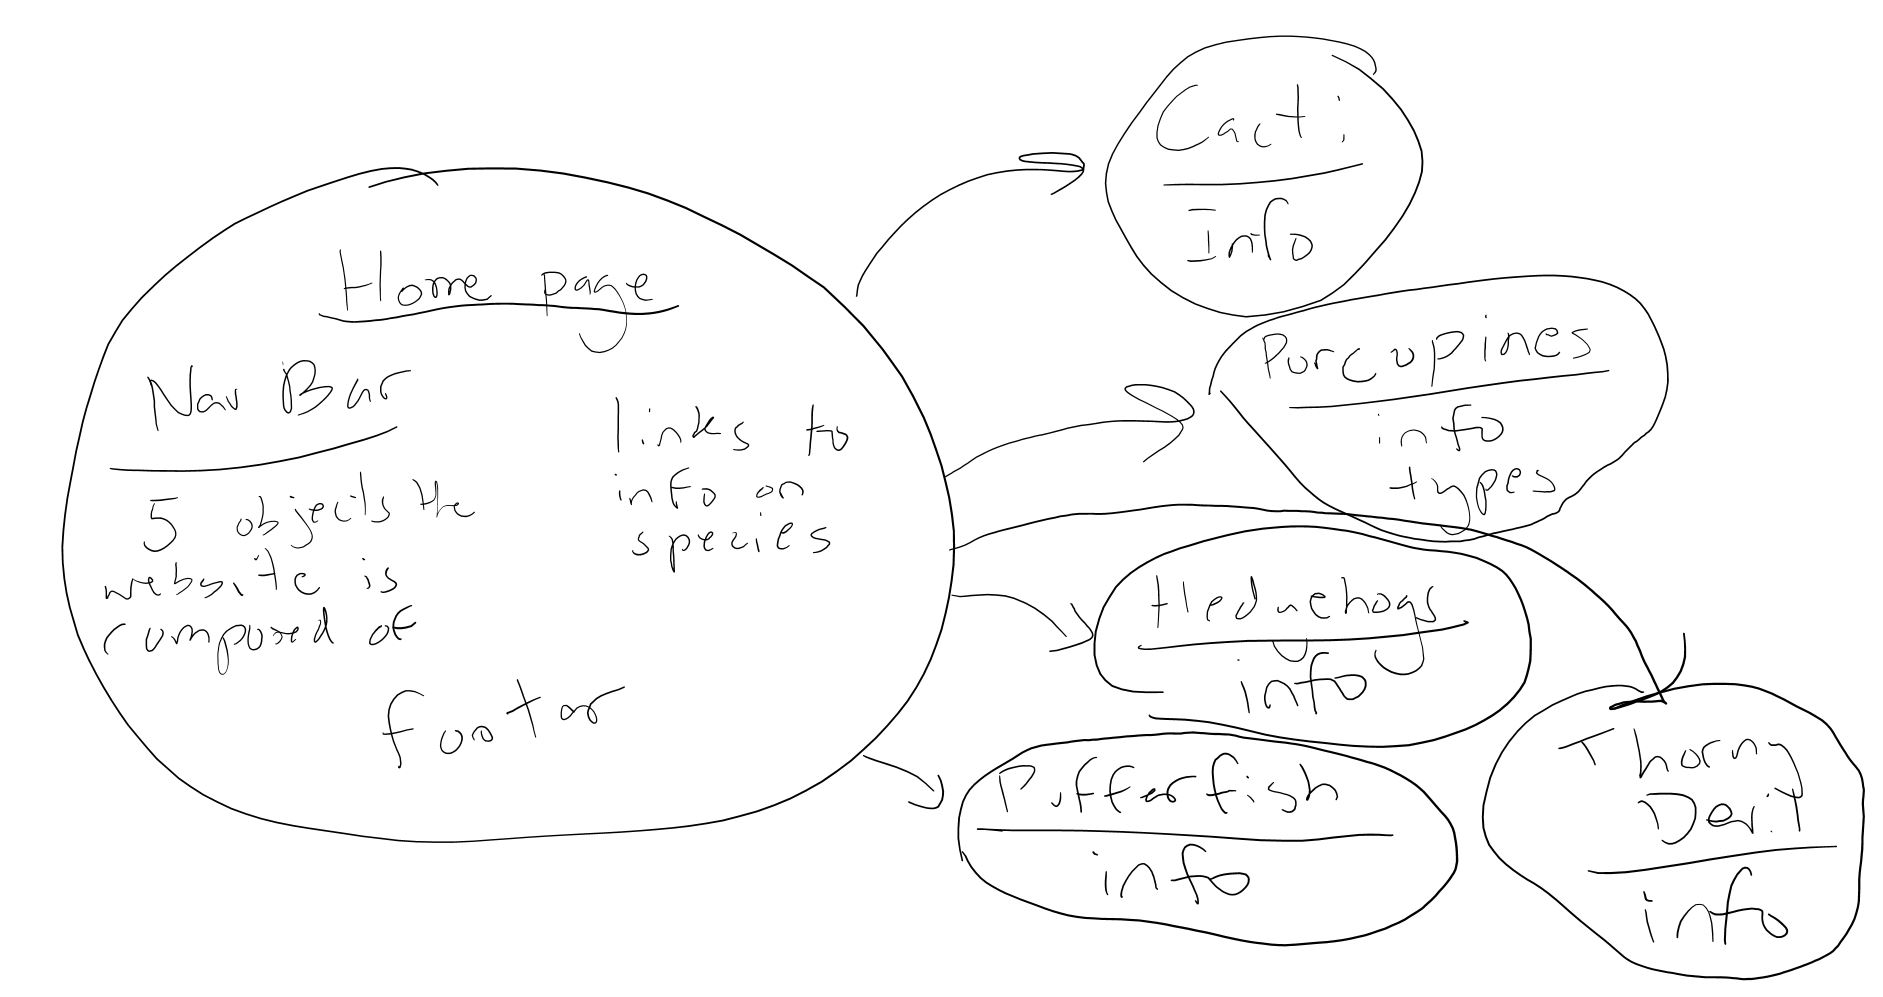 Home page
Nav Bar
5 objects the
website is
composed of
links to
info on
species
footer
Cacti
Info
Porcupines
info
types
Hedgehogs
info
Pufferfish
info
Thorny
Devil
info